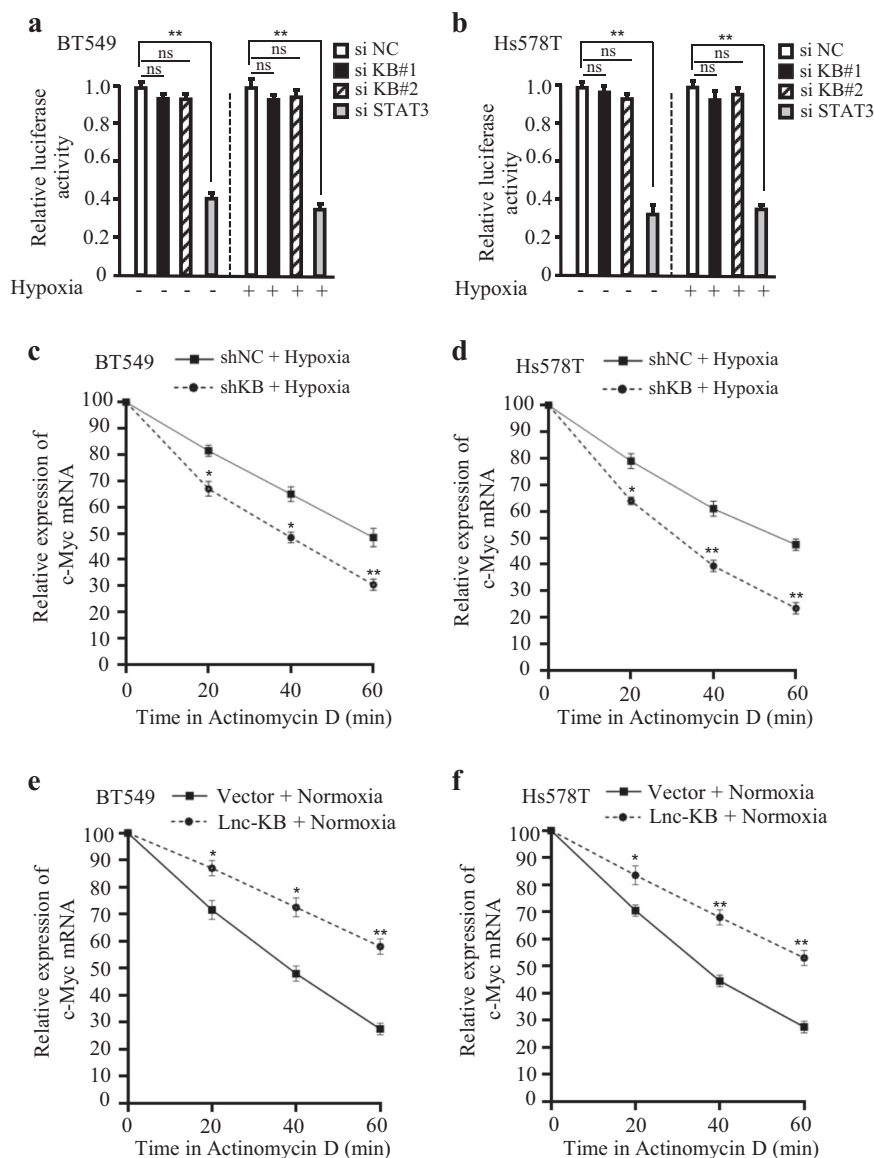 a
BT549
**
ns
ns
**
ns
ns
si NC
si KB#1
si KB#2
si STAT3
Relative luciferase
activity
1.0
0.8
0.6
0.4
0.2
0
Hypoxia
- - - - + + + +
b
Hs578T
**
ns
ns
**
ns
ns
si NC
si KB#1
si KB#2
si STAT3
Relative luciferase
activity
1.0
0.8
0.6
0.4
0.2
0
Hypoxia
- - - - + + + +
c
BT549
shNC + Hypoxia
shKB + Hypoxia
Relative expression of
c-Myc mRNA
100
90
80
70
60
50
40
30
20
10
0
*
*
**
0 20 40 60
Time in Actinomycin D (min)
d
Hs578T
shNC + Hypoxia
shKB + Hypoxia
Relative expression of
c-Myc mRNA
100
90
80
70
60
50
40
30
20
10
0
*
**
**
0 20 40 60
Time in Actinomycin D (min)
e
BT549
Vector + Normoxia
Lnc-KB + Normoxia
Relative expression of
c-Myc mRNA
100
90
80
70
60
50
40
30
20
10
0
*
*
**
0 20 40 60
Time in Actinomycin D (min)
f
Hs578T
Vector + Normoxia
Lnc-KB + Normoxia
Relative expression of
c-Myc mRNA
100
90
80
70
60
50
40
30
20
10
0
*
**
**
0 20 40 60
Time in Actinomycin D (min)